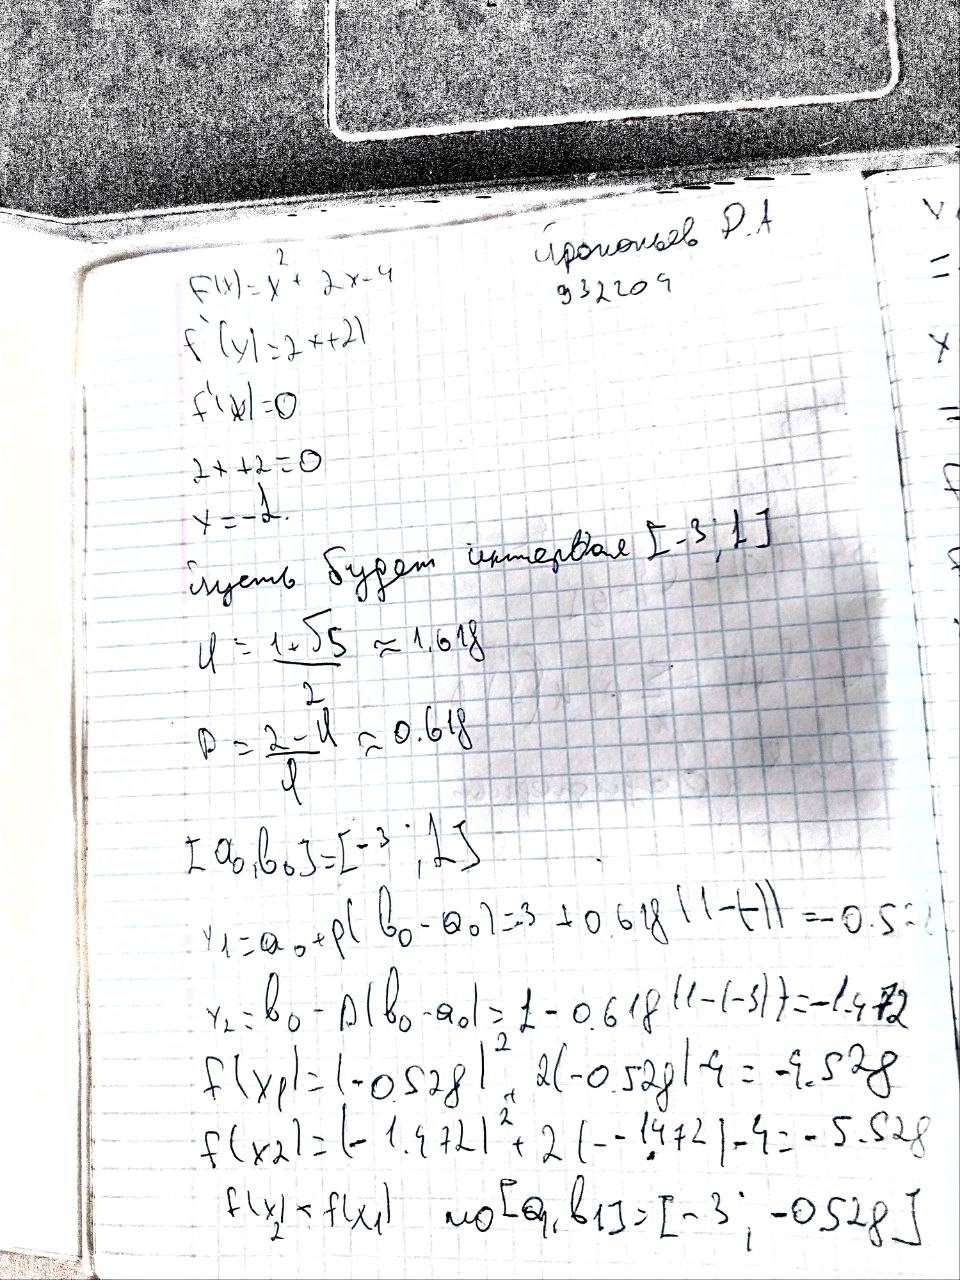 Прокопьев Д.А
932209
f(x)=x²+2x-4
f'(x)=2x+2)
f'(x)=0
2x+2=0
x=-1.
Пусть будет интервал [-3;1]
φ = (1+√5)/2 ≈ 1.618
p = (2-φ)/φ ≈ 0.618
[a₀,b₀]=[-3;1]
x₁=a₀+p(b₀-a₀)=-3+0.618(1-(-3))=-0.5
x₂=b₀-p(b₀-a₀)=1-0.618(1-(-3))=-1.472
f(x₁)=(-0.528)²+2(-0.528)-4=-4.528
f(x2)=(-1.472)²+2(--1.472)-4=-5.528
f(x₂)<f(x₁) то [a₁,b₁]=[-3;-0528]